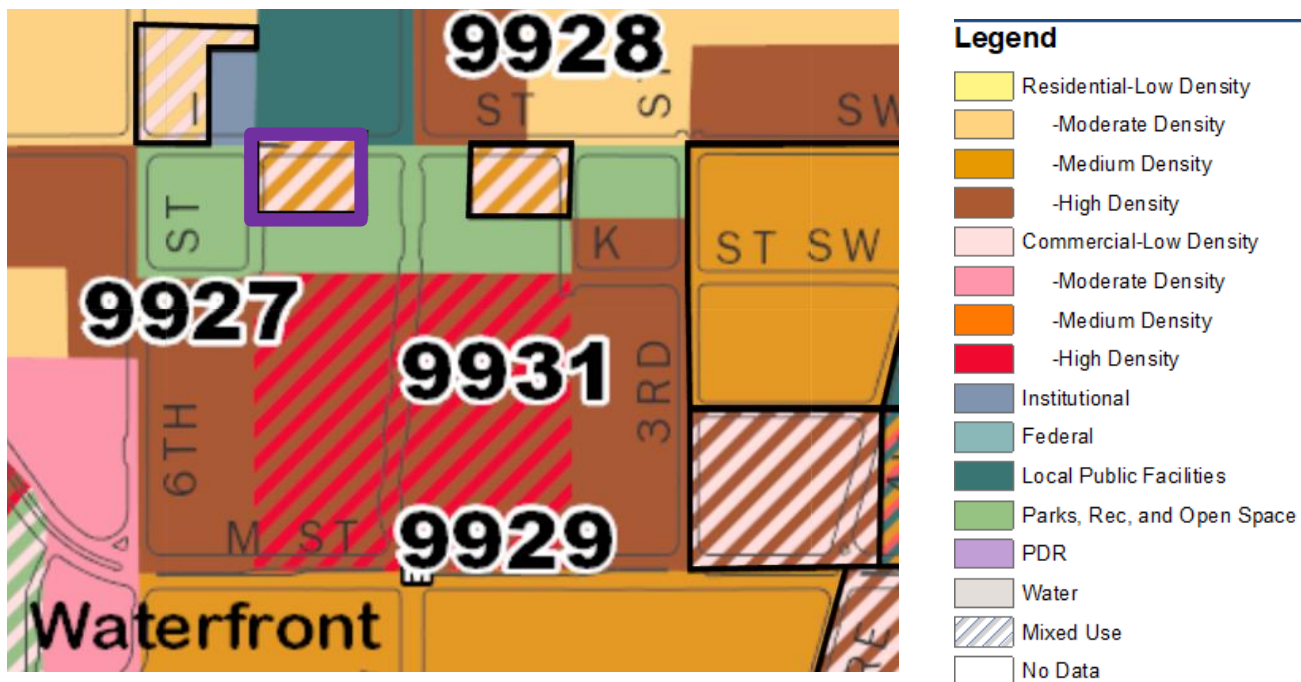 9928
I
ST
ST
SW
ST
K
ST SW
9927
9931
3RD
6TH
M ST
9929
Waterfront
Legend
Residential-Low Density
-Moderate Density
-Medium Density
-High Density
Commercial-Low Density
-Moderate Density
-Medium Density
-High Density
Institutional
Federal
Local Public Facilities
Parks, Rec, and Open Space
PDR
Water
Mixed Use
No Data